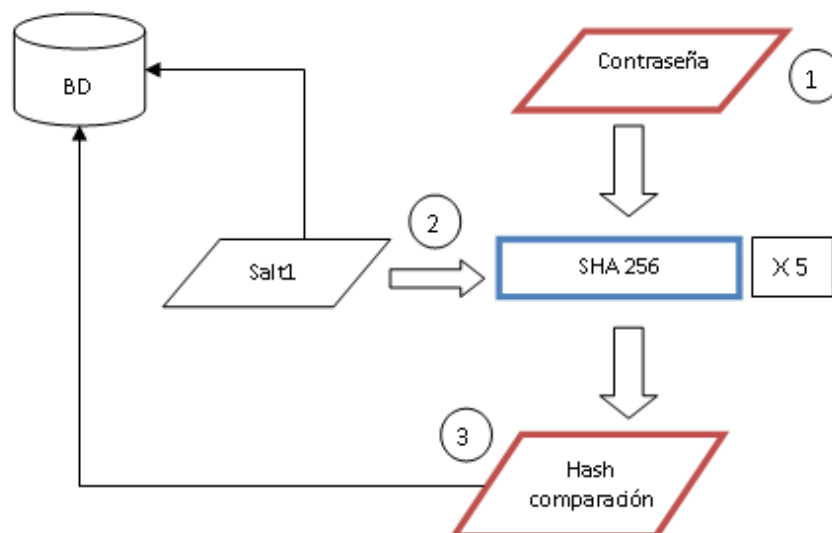 Contraseña
1
BD
2
Salt1
SHA 256
X 5
3
Hash
comparación